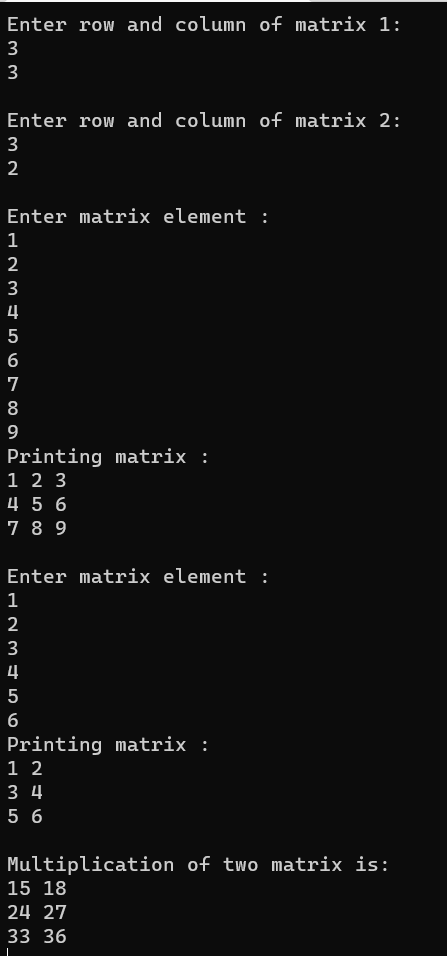 Enter row and column of matrix 1:
3
3
Enter row and column of matrix 2:
3
2
Enter matrix element :
1
2
3
4
5
6
7
8
9
Printing matrix :
1 2 3
4 5 6
7 8 9
Enter matrix element :
1
2
3
4
5
6
Printing matrix :
1 2
3 4
5 6
Multiplication of two matrix is:
15 18
24 27
33 36